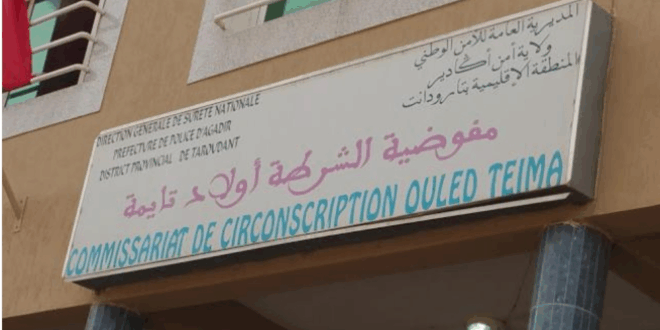 المديرية العامة للأمن الوطني
ولاية أمن أكادير
المنطقة الإقليمية بتارودانت
DIRECTION GENERALE DE SURETE NATIONALE
PREFECTURE DE POLICE D'AGADIR
DISTRICT PROVINCIAL DE TAROUDANT
مفوضية الشرطة أولاد تايمة
COMMISSARIAT DE CIRCONSCRIPTION OULED TEIMA